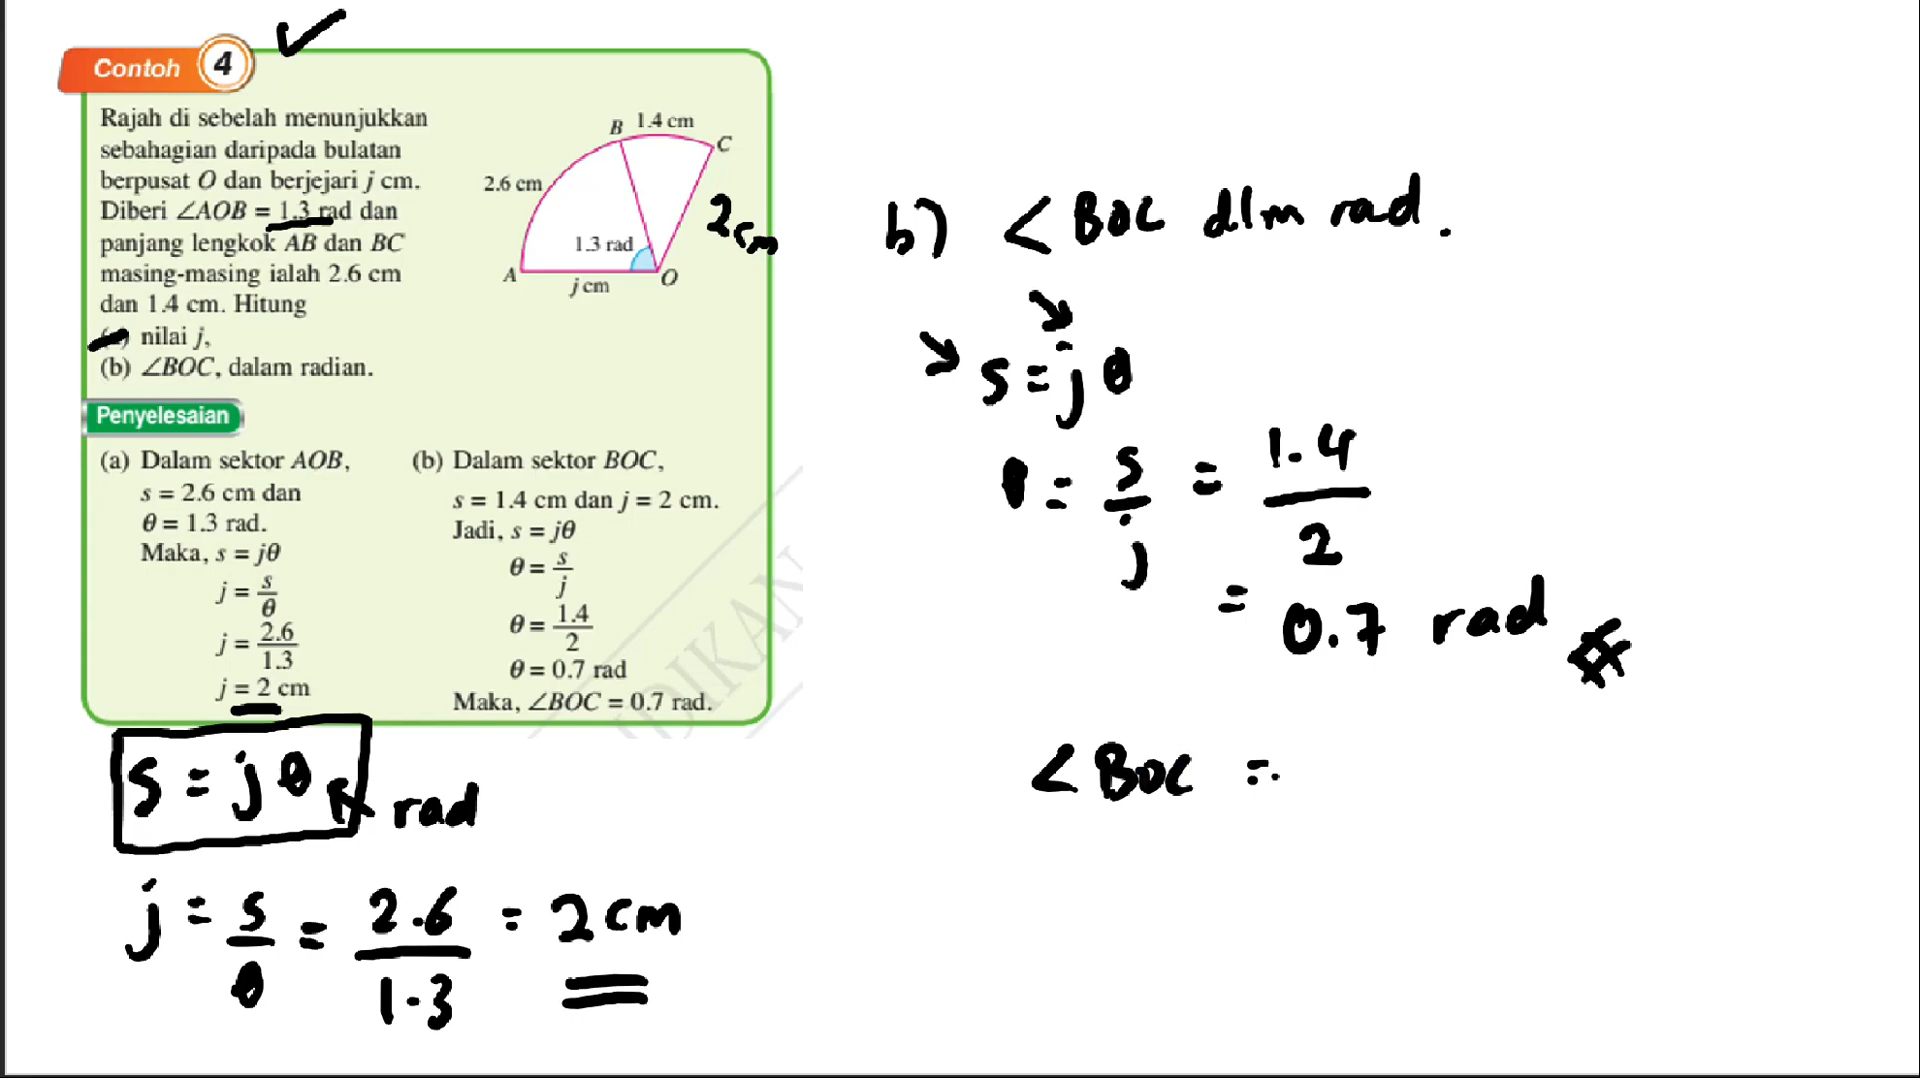 Contoh 4
Rajah di sebelah menunjukkan
sebahagian daripada bulatan
berpusat O dan berjejari j cm.
Diberi ∠AOB = 1.3 rad dan
panjang lengkok AB dan BC
masing-masing ialah 2.6 cm
dan 1.4 cm. Hitung
nilai j,
(b) ∠BOC, dalam radian.
B 1.4 cm
C
2.6 cm
2cm
1.3 rad
A
O
j cm
Penyelesaian
(a) Dalam sektor AOB,
s = 2.6 cm dan
θ = 1.3 rad.
Maka, s = jθ
j = s/θ
j = 2.6/1.3
j = 2 cm
(b) Dalam sektor BOC,
s = 1.4 cm dan j = 2 cm.
Jadi, s = jθ
θ = s/j
θ = 1.4/2
θ = 0.7 rad
Maka, ∠BOC = 0.7 rad.
DIKAN
s = jθ rad
j = s/θ = 2.6/1.3 = 2cm
b) ∠BOC dlm rad.
s = jθ
θ = s/j = 1.4/2
= 0.7 rad
∠BOC =